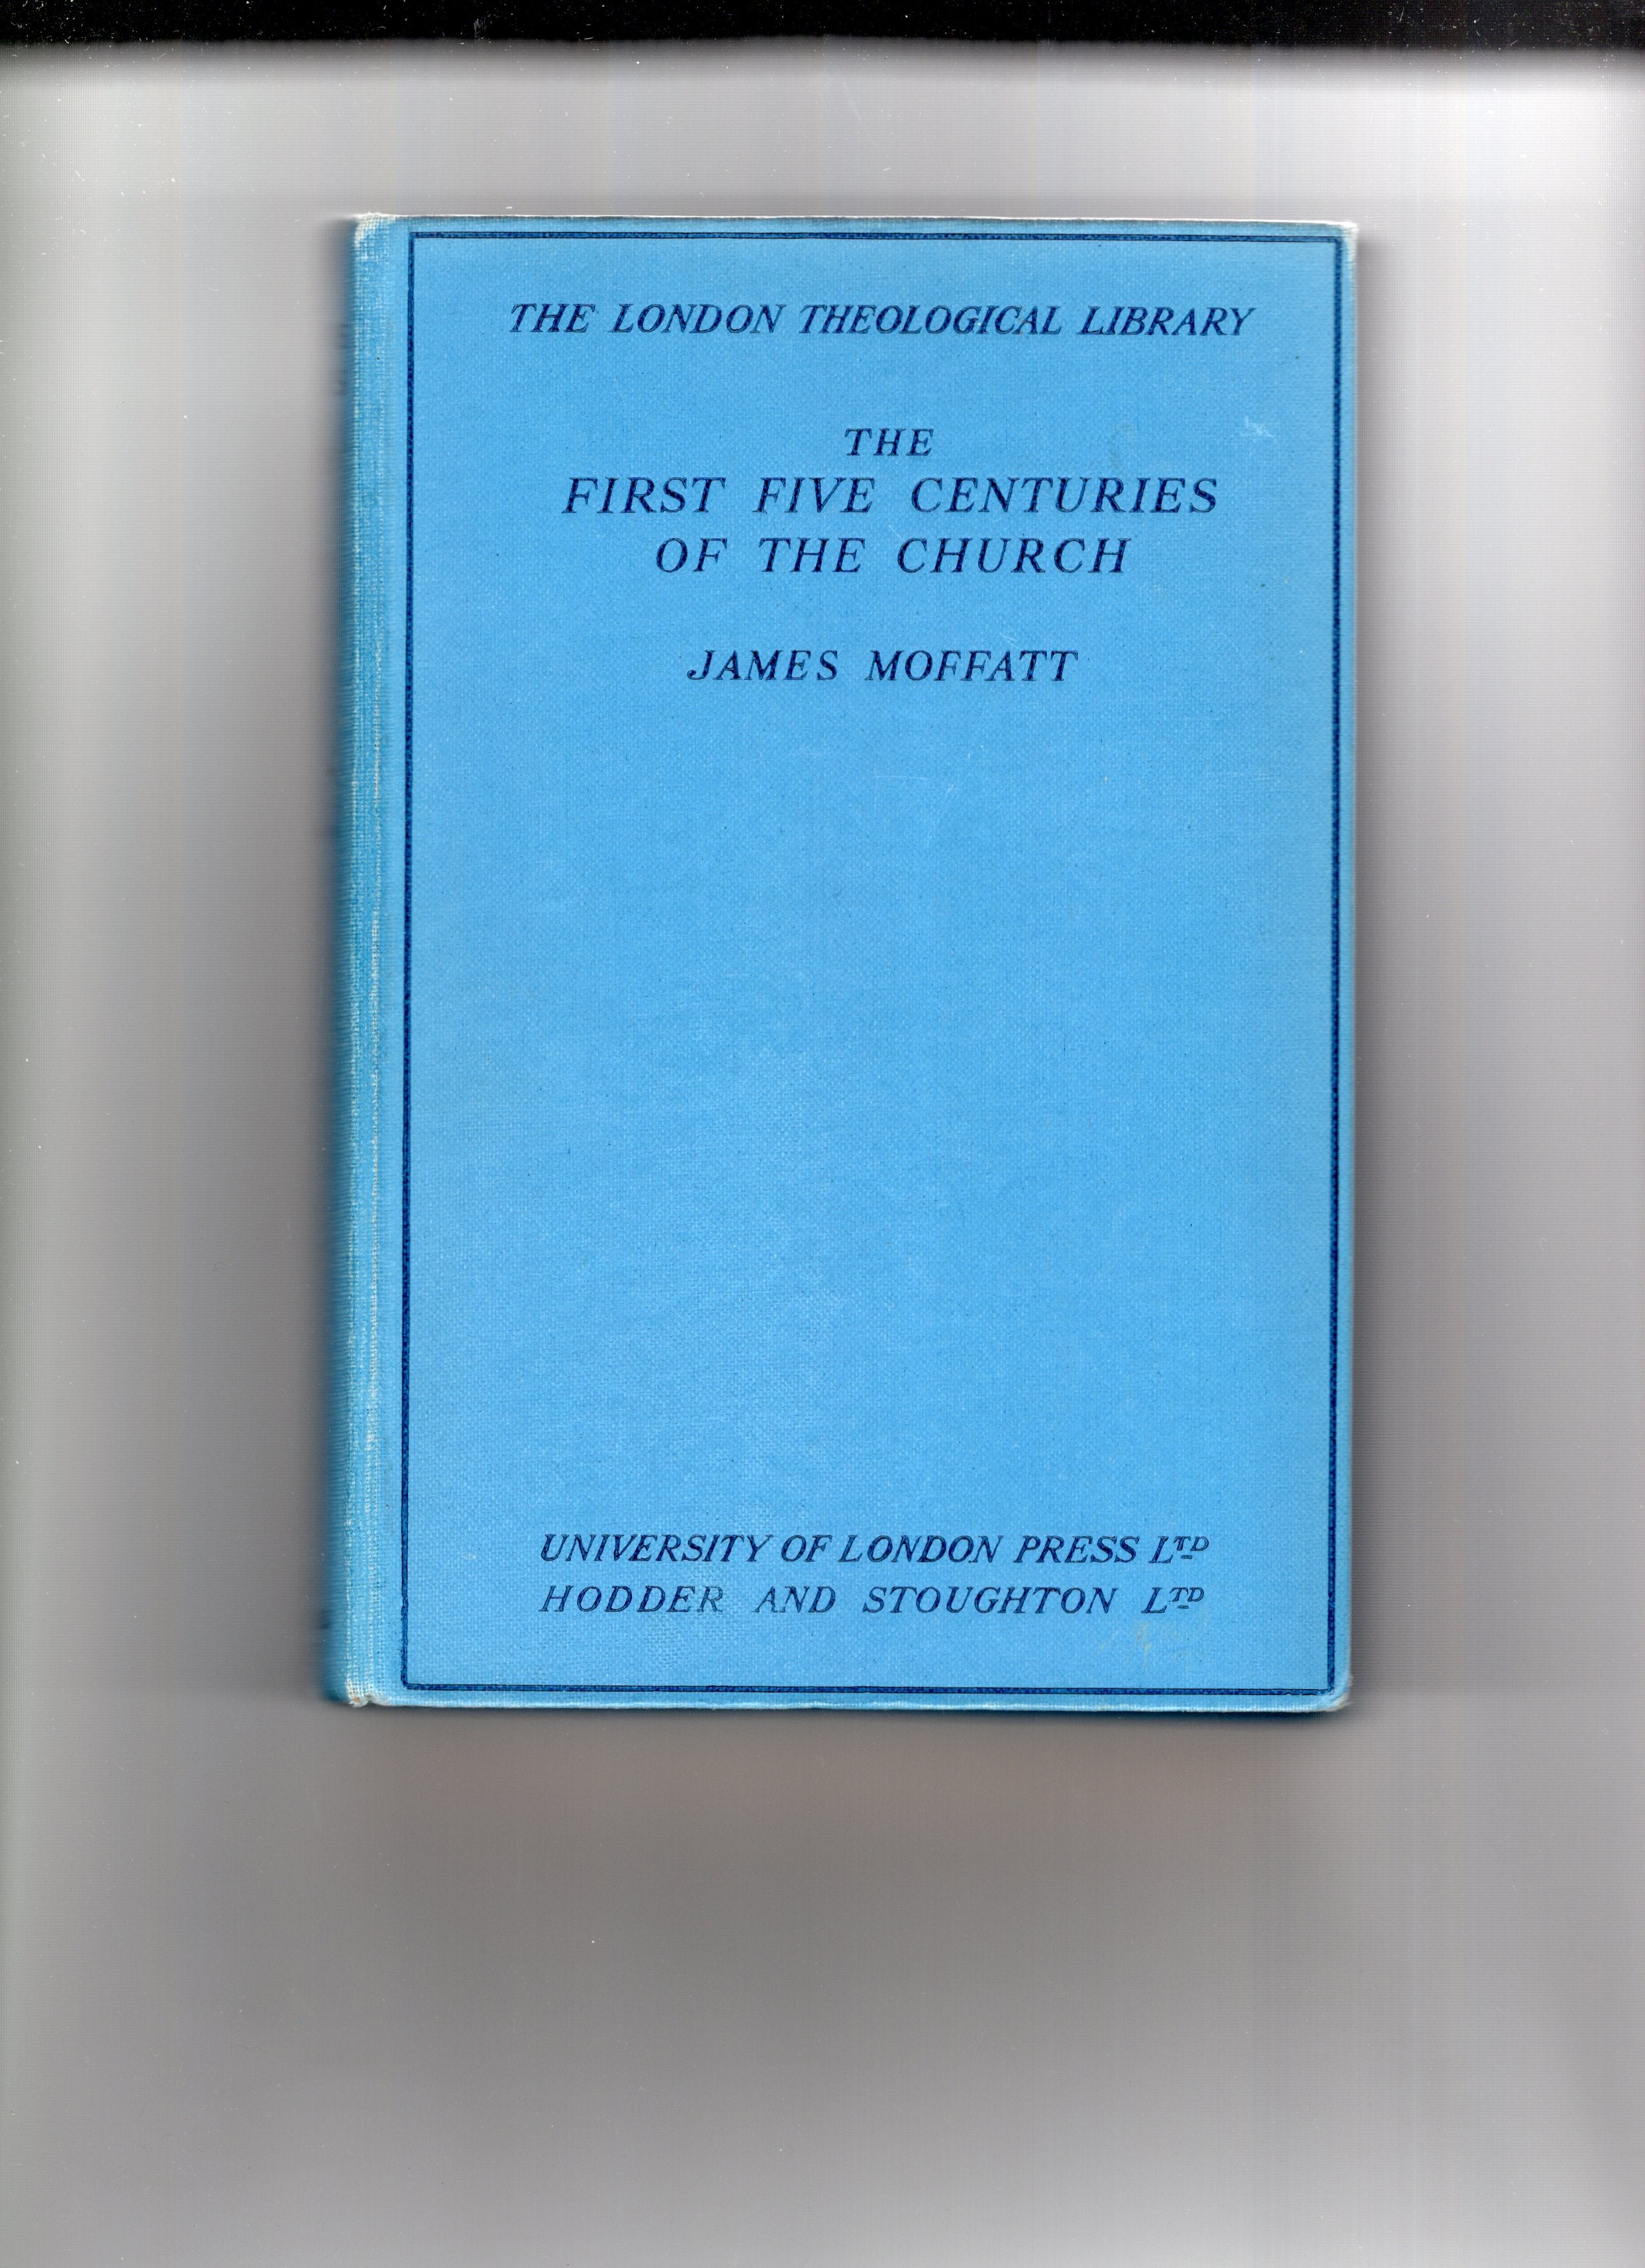 THE LONDON THEOLOGICAL LIBRARY
THE
FIRST FIVE CENTURIES
OF THE CHURCH
JAMES MOFFATT
UNIVERSITY OF LONDON PRESS LTD
HODDER AND STOUGHTON LTD